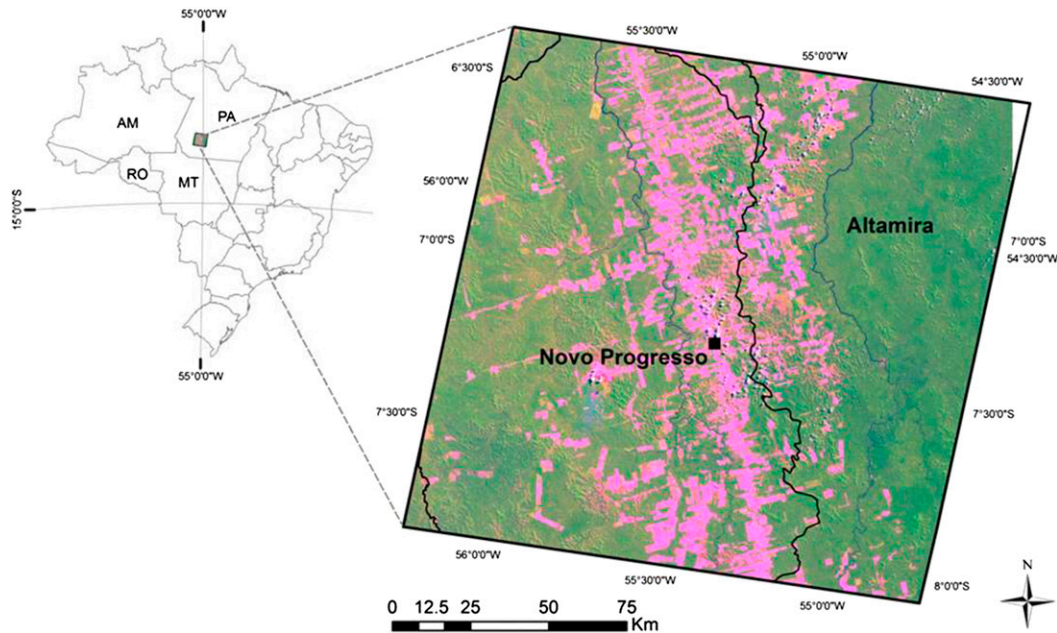 55°0'0"W
AM
PA
RO
MT
15°0'0"S
55°0'0"W
55°30'0"W
55°0'0"W
54°30'0"W
6°30'0"S
56°0'0"W
7°0'0"S
7°30'0"S
Altamira
7°0'0"S
54°30'0"W
Novo Progresso
7°30'0"S
56°0'0"W
55°30'0"W
55°0'0"W
8°0'0"S
N
0 12.5 25 50 75
Km